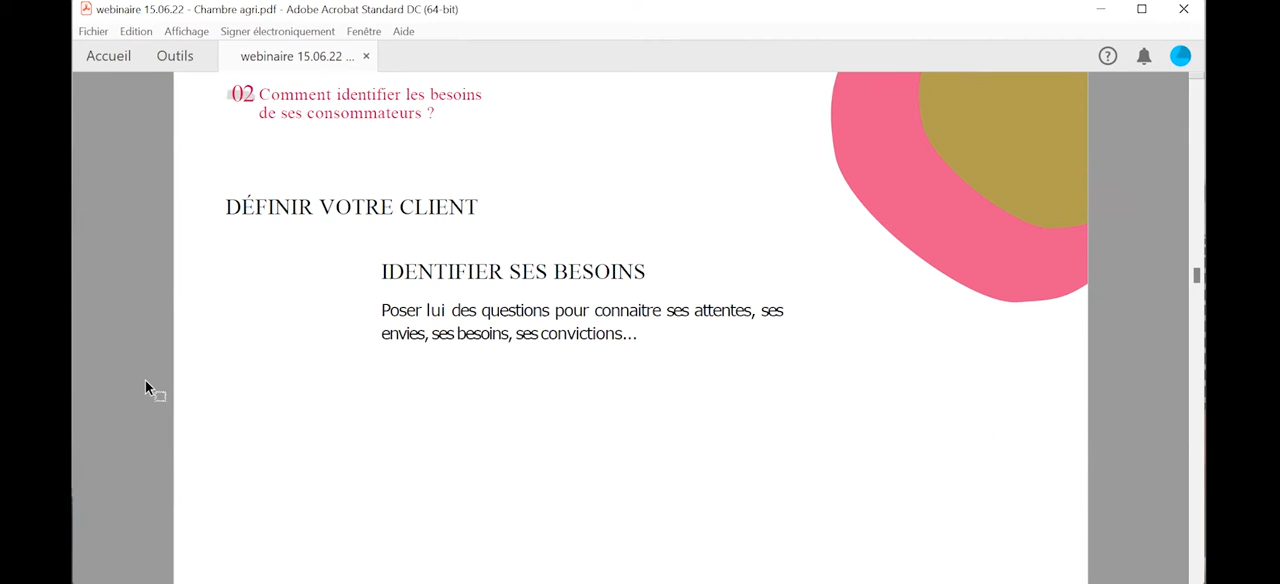 webinaire 15.06.22 - Chambre agri.pdf - Adobe Acrobat Standard DC (64-bit)
Fichier Edition Affichage Signer électroniquement Fenêtre Aide
Accueil Outils webinaire 15.06.22 ... ×
02 Comment identifier les besoins
de ses consommateurs ?
DÉFINIR VOTRE CLIENT
IDENTIFIER SES BESOINS
Poser lui des questions pour connaitre ses attentes, ses
envies, ses besoins, ses convictions...